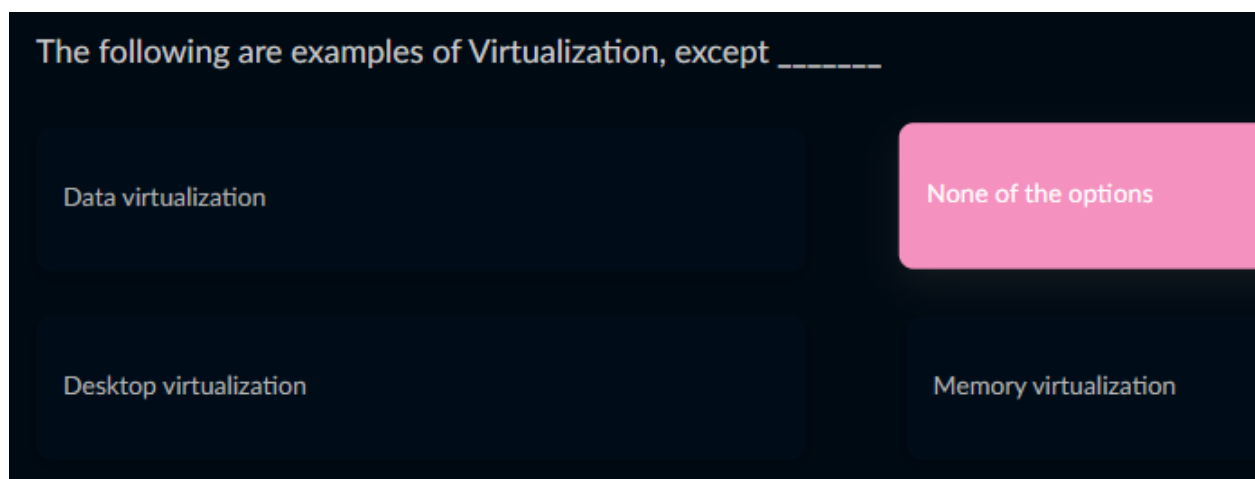 The following are examples of Virtualization, except _______
Data virtualization
None of the options
Desktop virtualization
Memory virtualization